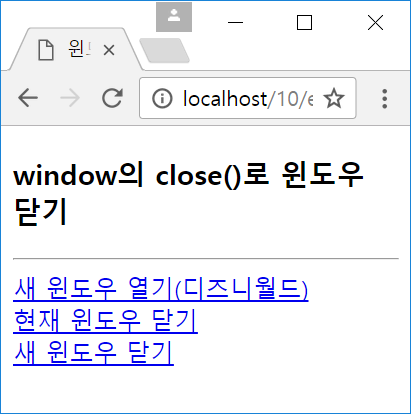 윈
localhost/10/e
window의 close()로 윈도우
닫기
새 윈도우 열기(디즈니월드)
현재 윈도우 닫기
새 윈도우 닫기